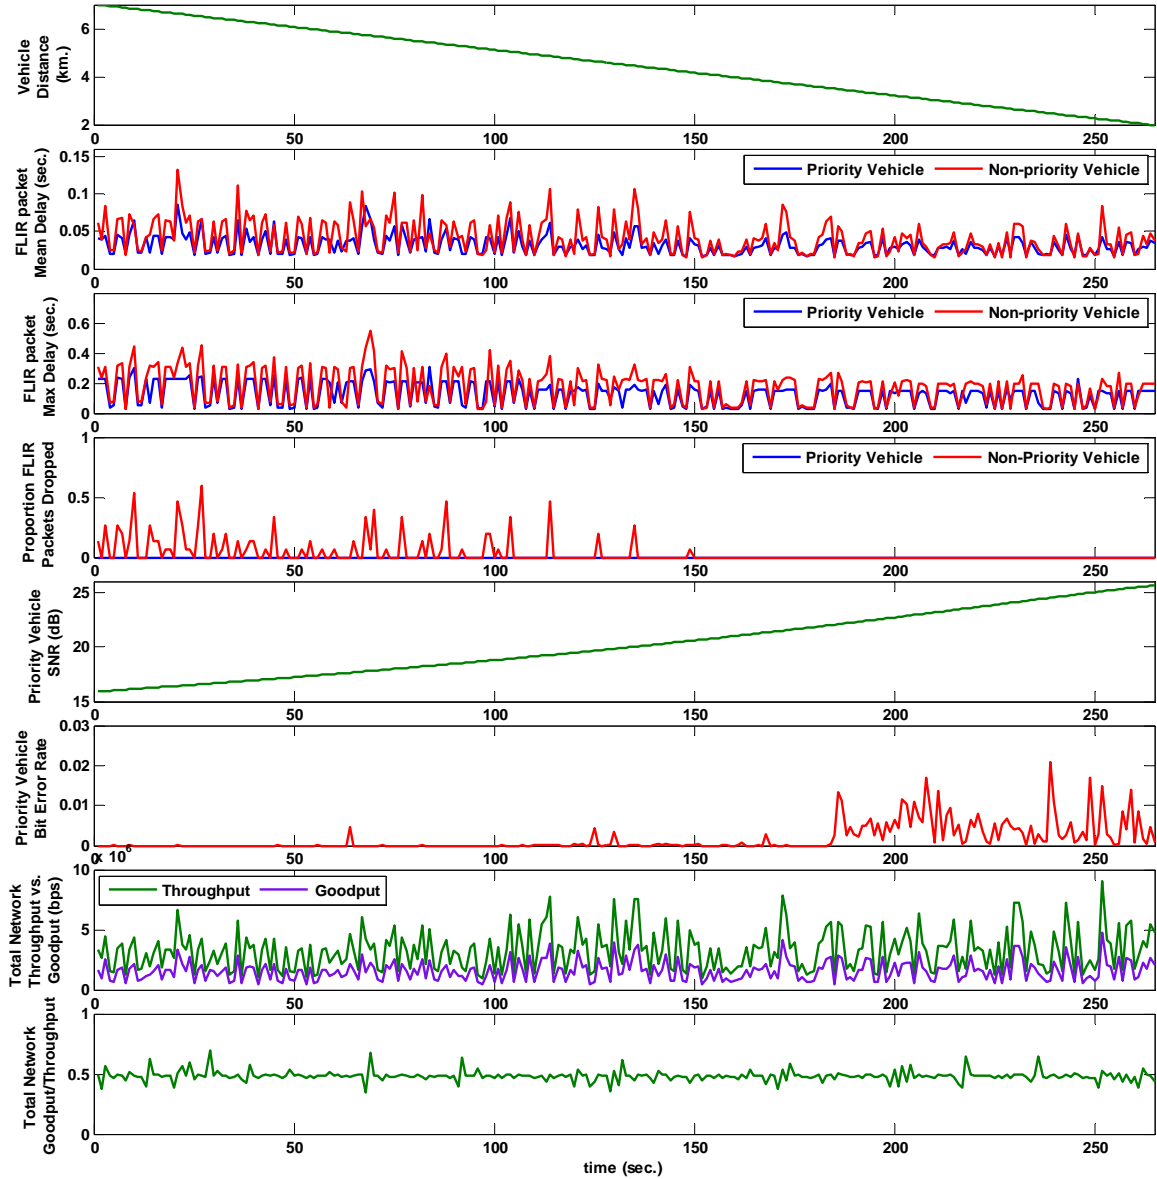 Vehicle
Distance
(km.)
6
4
2
0 50 100 150 200 250
FLIR packet
Mean Delay (sec.)
0.15
0.1
0.05
0
Priority Vehicle Non-priority Vehicle
0 50 100 150 200 250
FLIR packet
Max Delay (sec.)
0.6
0.4
0.2
0
Priority Vehicle Non-priority Vehicle
0 50 100 150 200 250
Proportion FLIR
Packets Dropped
1
0.5
0
Priority Vehicle Non-Priority Vehicle
0 50 100 150 200 250
Priority Vehicle
SNR (dB)
25
20
15
0 50 100 150 200 250
Priority Vehicle
Bit Error Rate
0.03
0.02
0.01
0
0 50 100 150 200 250
x 10^6
Total Network
Throughput vs.
Goodput (bps)
10
5
0
Throughput Goodput
0 50 100 150 200 250
Total Network
Goodput/Throughput
1
0.5
0
0 50 100 150 200 250
time (sec.)